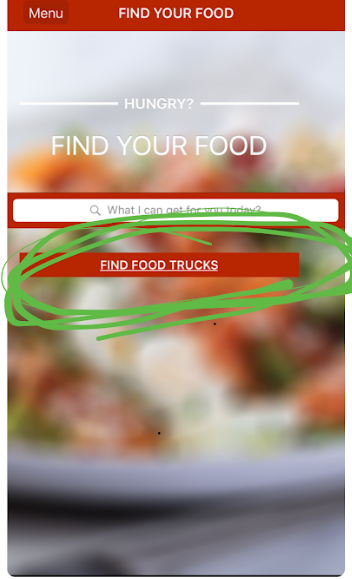 Menu FIND YOUR FOOD
HUNGRY?
FIND YOUR FOOD
What I can get for you today?
FIND FOOD TRUCKS